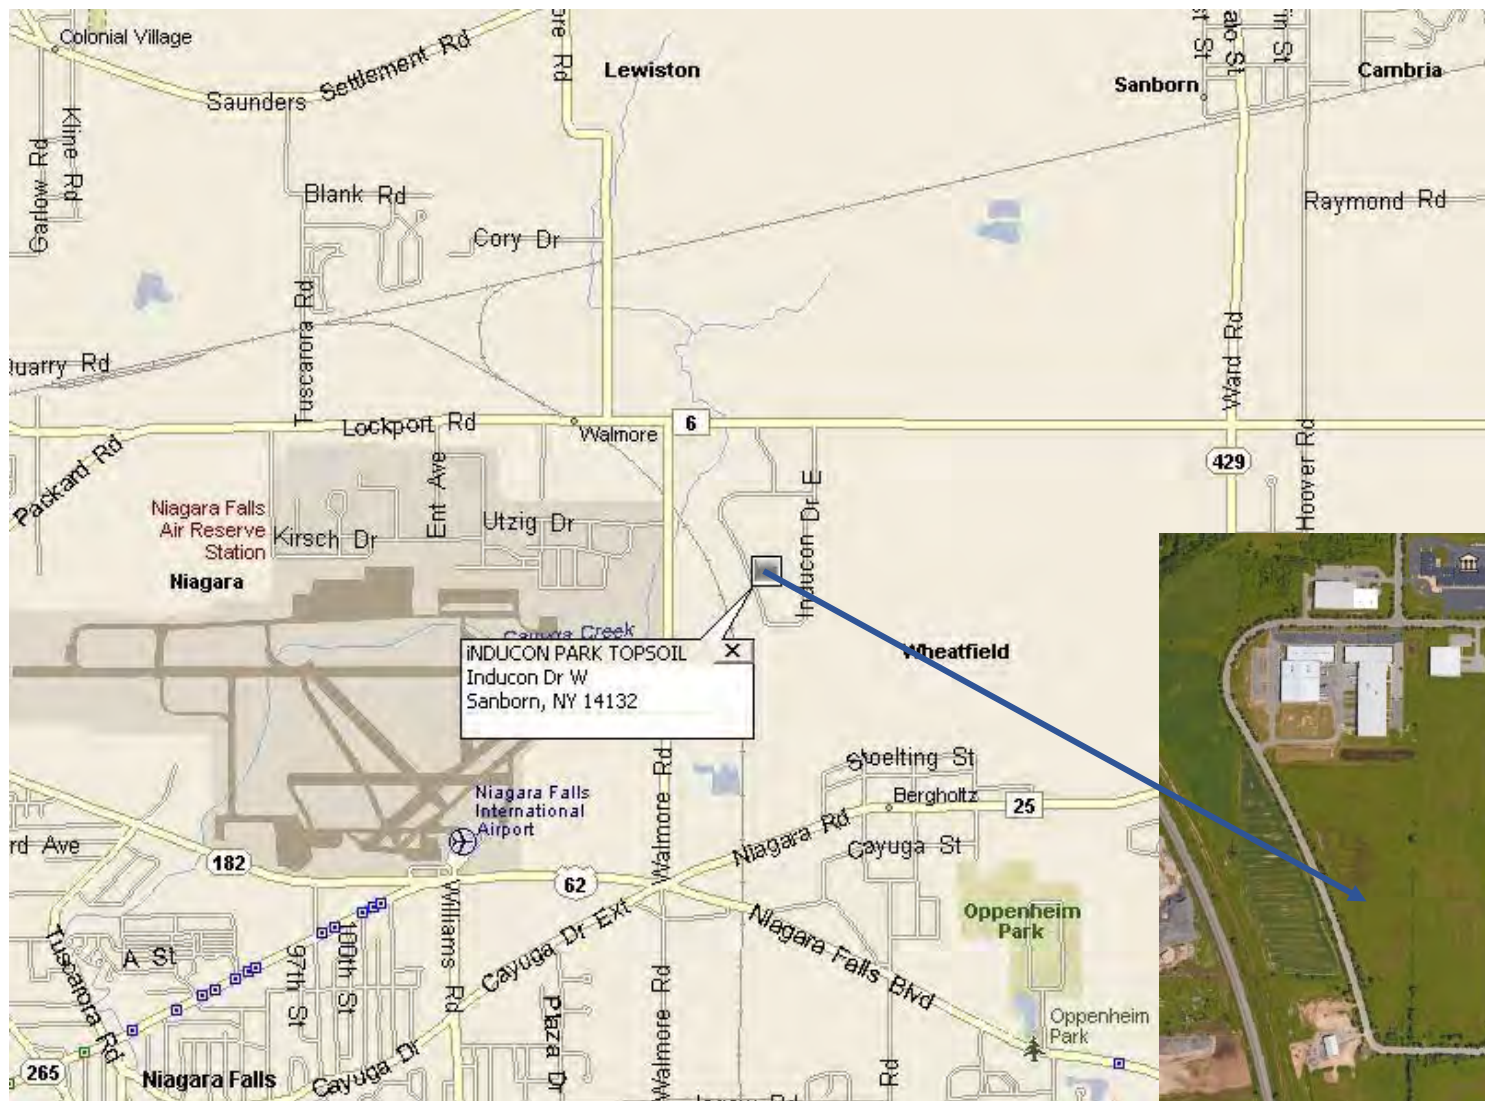 Colonial Village
Saunders Settlement Rd
ore Rd
Lewiston
Sanborn
Cambria
Garlow Rd
Kline Rd
Blank Rd
Cory Dr
Raymond Rd
Tuscarora Rd
Ward Rd
Lockport Rd
Walmore
6
429
Packard Rd
Hoover Rd
Ent Ave
Inducon Dr E
Niagara Falls
Air Reserve
Station
Kirsch Dr
Utzig Dr
Niagara
Cayuga Creek
iNDUCON PARK TOPSOIL
Inducon Dr W
Sanborn, NY 14132
X
Wheatfield
Walmore Rd
Stoelting St
Niagara Falls
International
Airport
Bergholtz
25
Niagara Rd
Cayuga St
rd Ave
182
62
Williams Rd
Cayuga Dr Ext
Niagara Falls Blvd
Oppenheim
Park
Tuscarora Rd
A St
97th St
100th St
Plaza Dr
Walmore Rd
Oppenheim
Park
265
Niagara Falls
Cayuga Dr
Rd